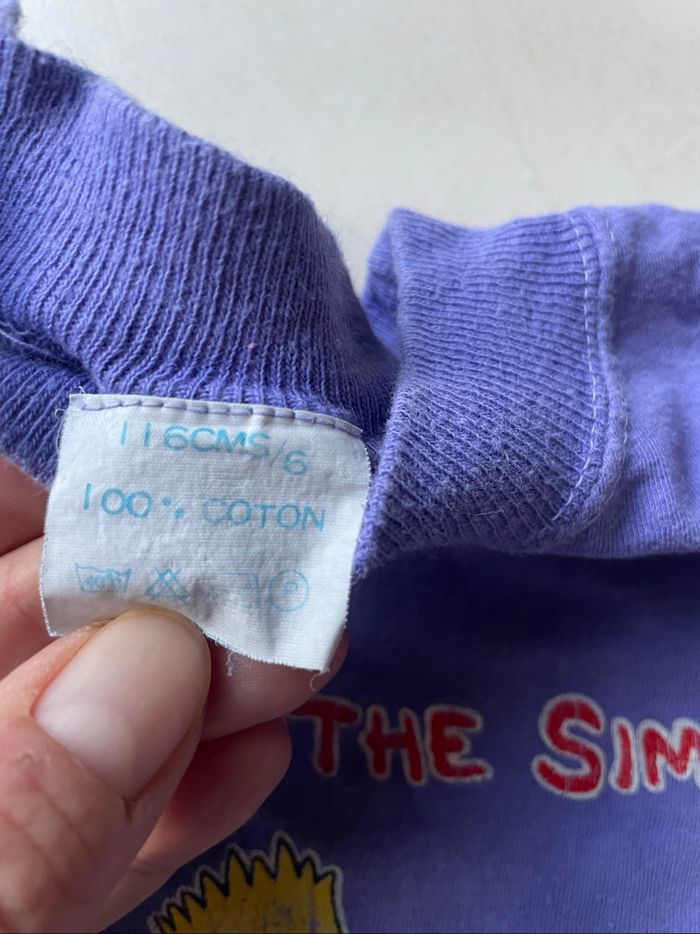 116CMS/6
100% COTON
THE SIM